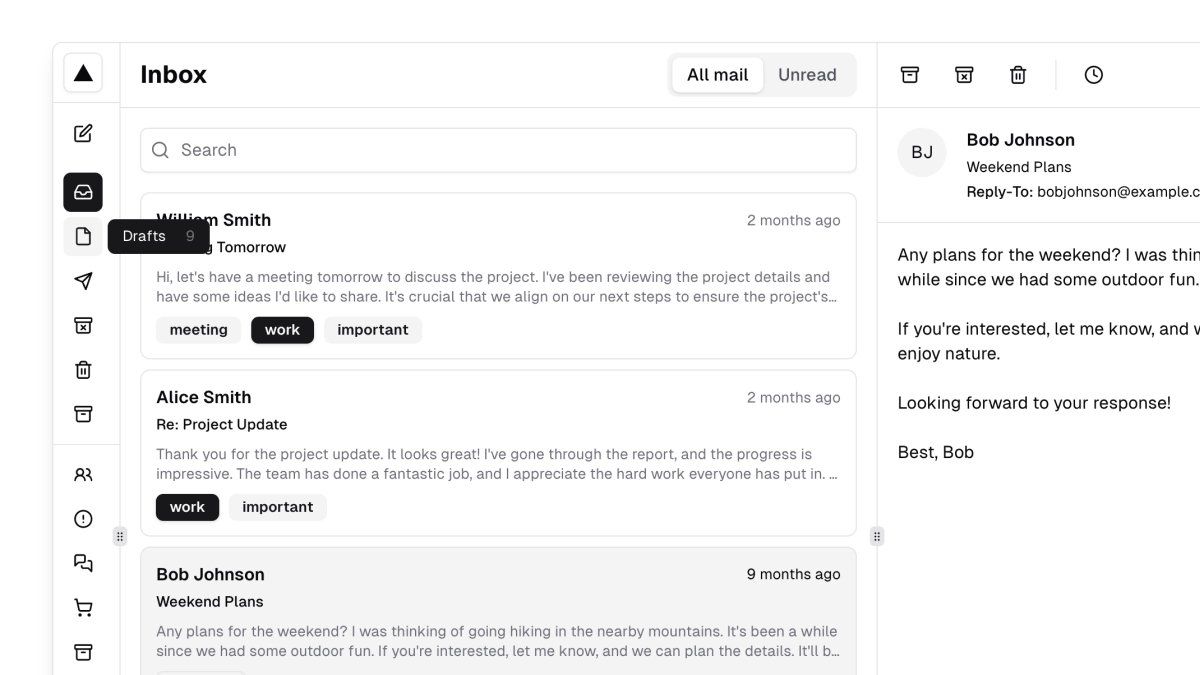 Inbox
All mail
Unread
Search
William Smith
2 months ago
Drafts 9
Tomorrow
Hi, let's have a meeting tomorrow to discuss the project. I've been reviewing the project details and
have some ideas I'd like to share. It's crucial that we align on our next steps to ensure the project's...
meeting work important
Alice Smith
2 months ago
Re: Project Update
Thank you for the project update. It looks great! I've gone through the report, and the progress is
impressive. The team has done a fantastic job, and I appreciate the hard work everyone has put in. ...
work important
Bob Johnson
9 months ago
Weekend Plans
Any plans for the weekend? I was thinking of going hiking in the nearby mountains. It's been a while
since we had some outdoor fun. If you're interested, let me know, and we can plan the details. It'll b...
BJ
Bob Johnson
Weekend Plans
Reply-To: bobjohnson@example.c
Any plans for the weekend? I was thin
while since we had some outdoor fun.
If you're interested, let me know, and w
enjoy nature.
Looking forward to your response!
Best, Bob